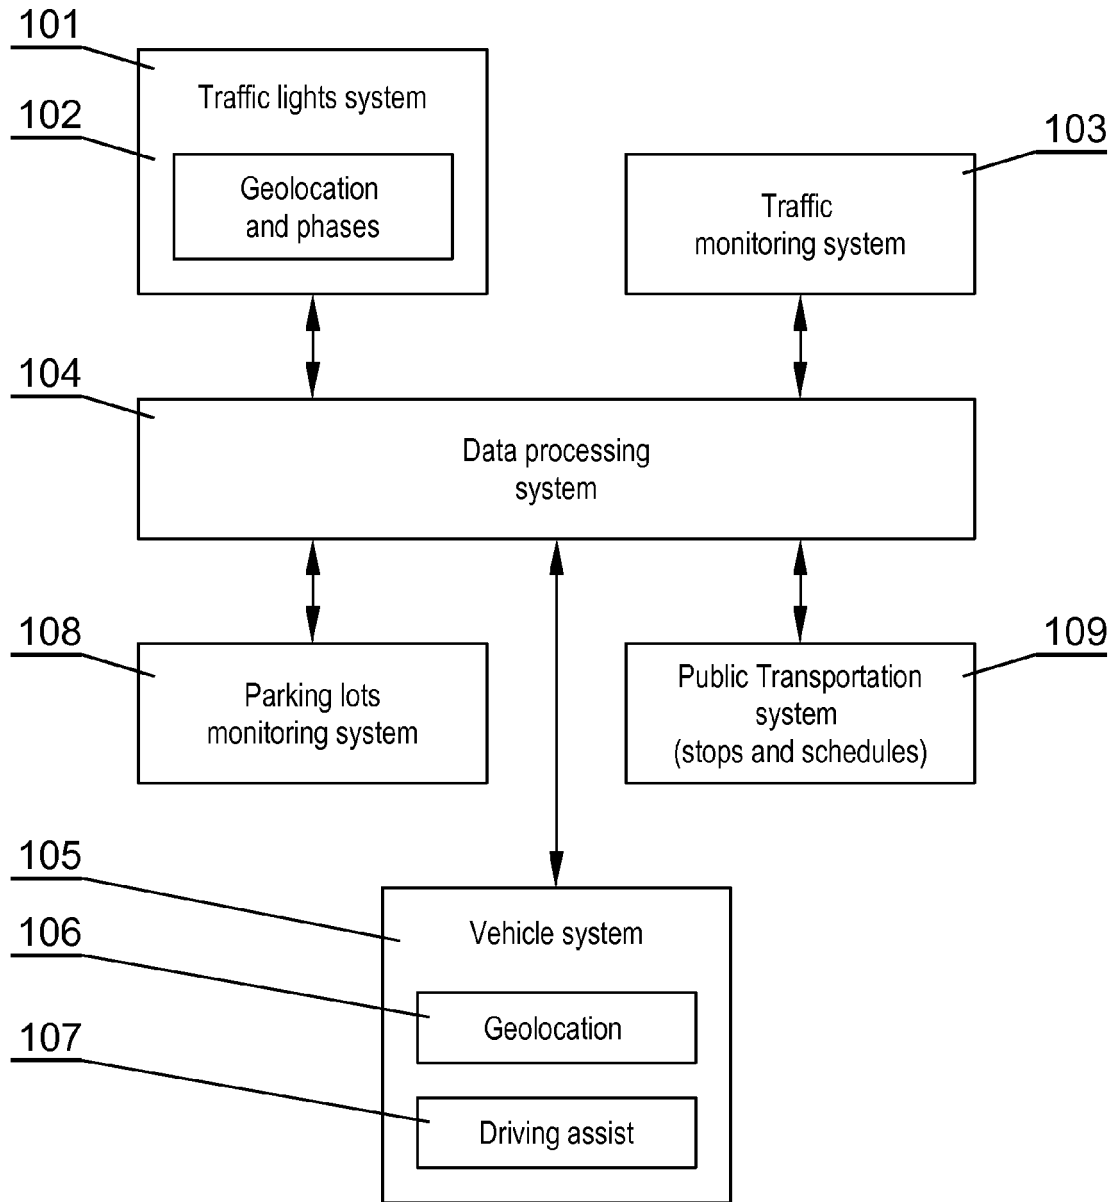 101
Traffic lights system
102
Geolocation
and phases
103
Traffic
monitoring system
104
Data processing
system
108
Parking lots
monitoring system
109
Public Transportation
system
(stops and schedules)
105
Vehicle system
106
Geolocation
107
Driving assist